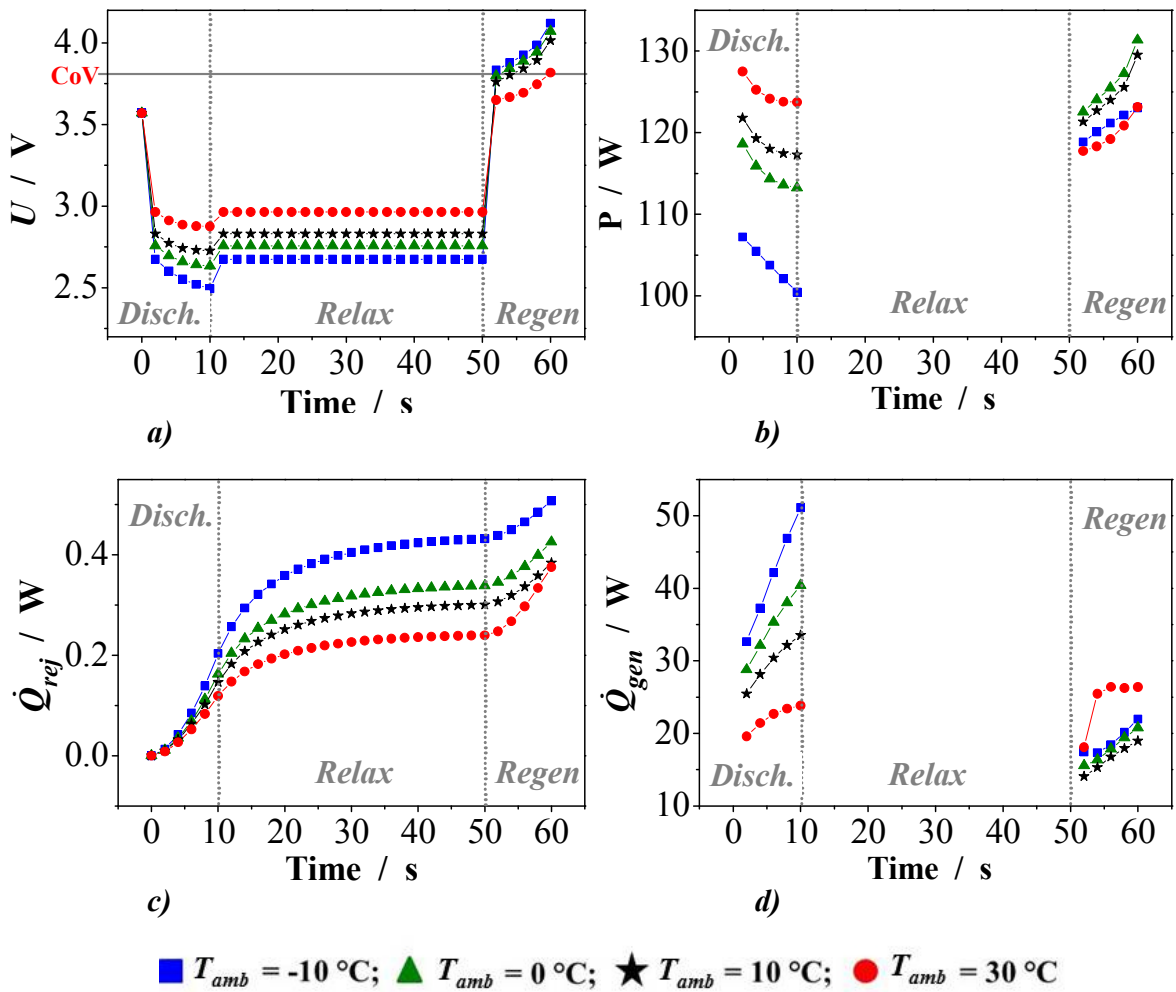 4.0
CoV
3.5
3.0
2.5
U / V
Disch.
Relax
Regen
0 10 20 30 40 50 60
Time / s
a)
130
120
110
100
P / W
Disch.
Relax
Regen
0 10 20 30 40 50 60
Time / s
b)
0.4
0.2
0.0
Q̇rej / W
Disch.
Relax
Regen
0 10 20 30 40 50 60
Time / s
c)
50
40
30
20
10
Q̇gen / W
Regen
Disch.
Relax
0 10 20 30 40 50 60
Time / s
d)
Tamb = -10 °C; Tamb = 0 °C; Tamb = 10 °C; Tamb = 30 °C